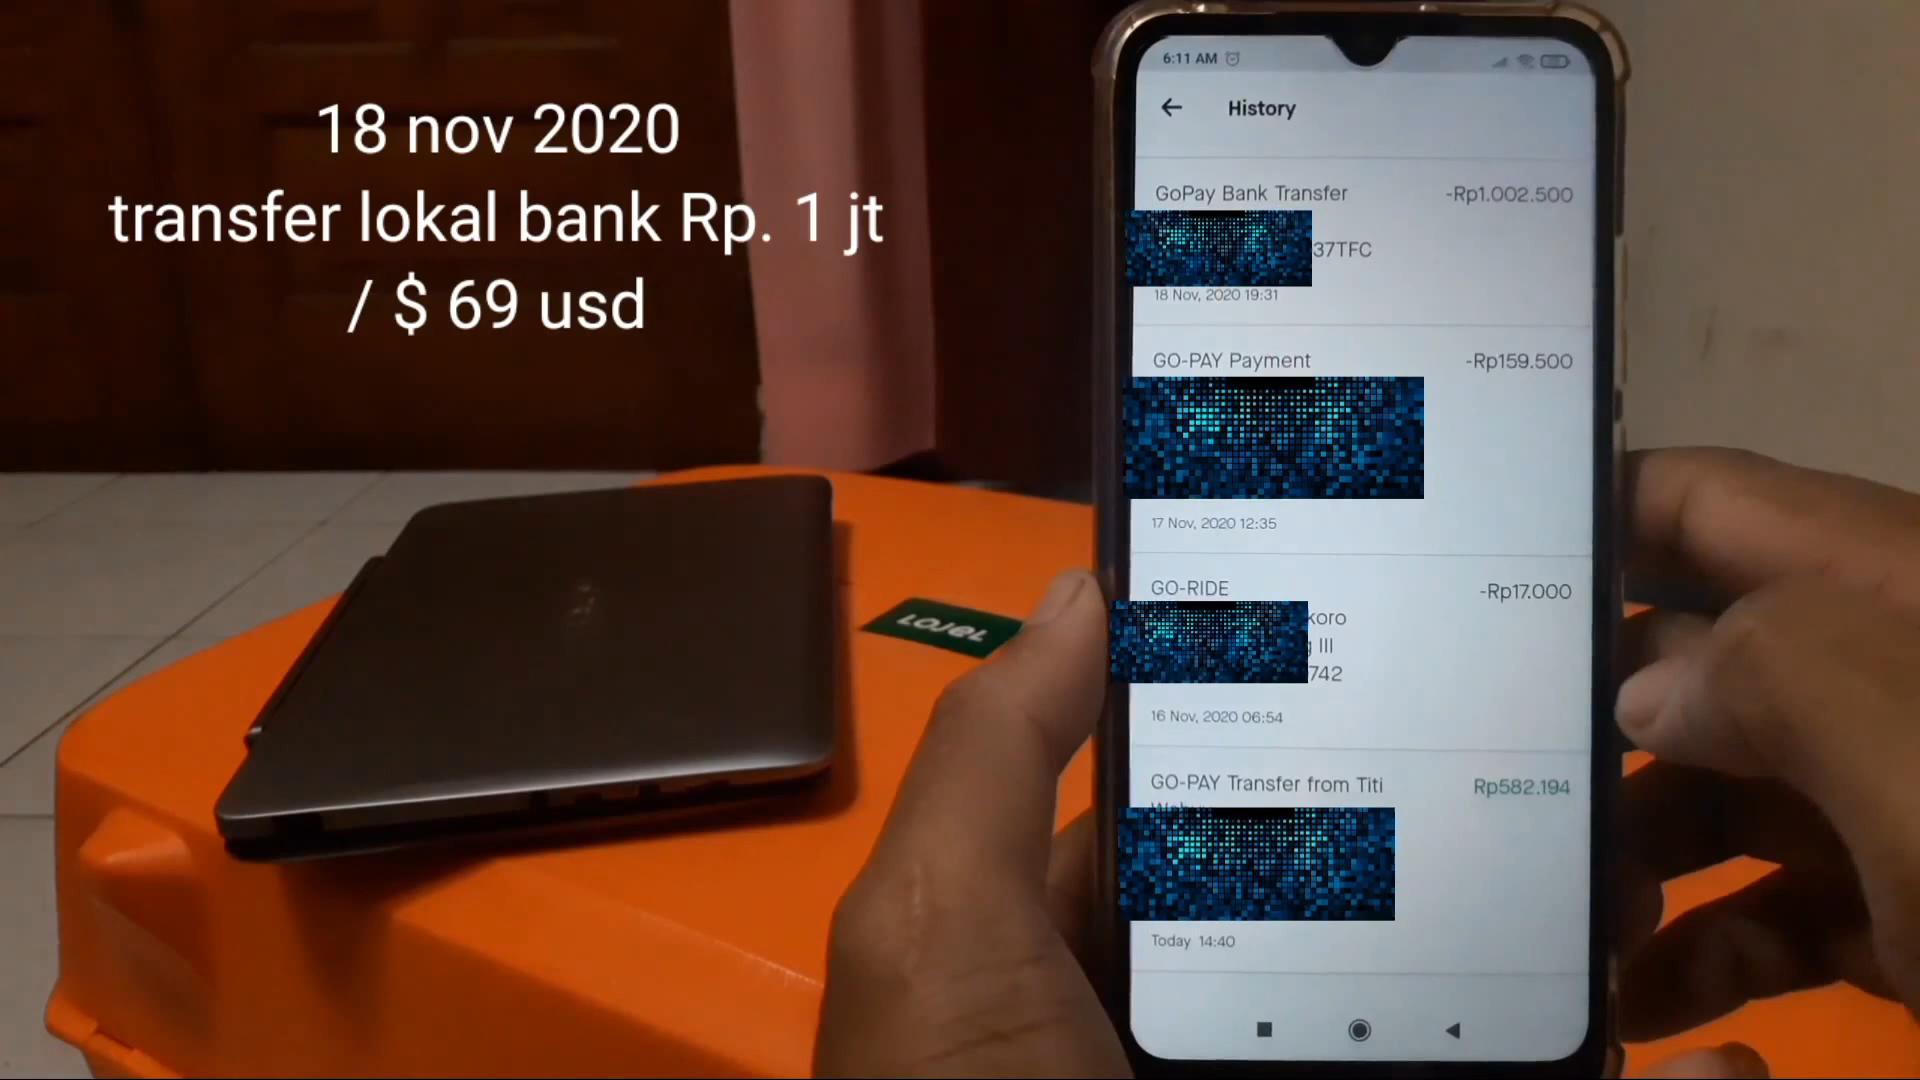 18 nov 2020
transfer lokal bank Rp. 1 jt
/ $ 69 usd
6:11 AM
History
GoPay Bank Transfer -Rp1.002.500
37TFC
18 Nov, 2020 19:31
GO-PAY Payment -Rp159.500
17 Nov, 2020 12:35
GO-RIDE -Rp17.000
koro
III
742
16 Nov, 2020 06:54
GO-PAY Transfer from Titi Rp582.194
Today 14:40
LOJEL